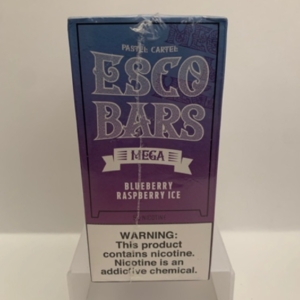 PASTEL CARTEL
ESCO
BARS
MEGA
BLUEBERRY
RASPBERRY ICE
WARNING:
This product
contains nicotine.
Nicotine is an
addictive chemical.